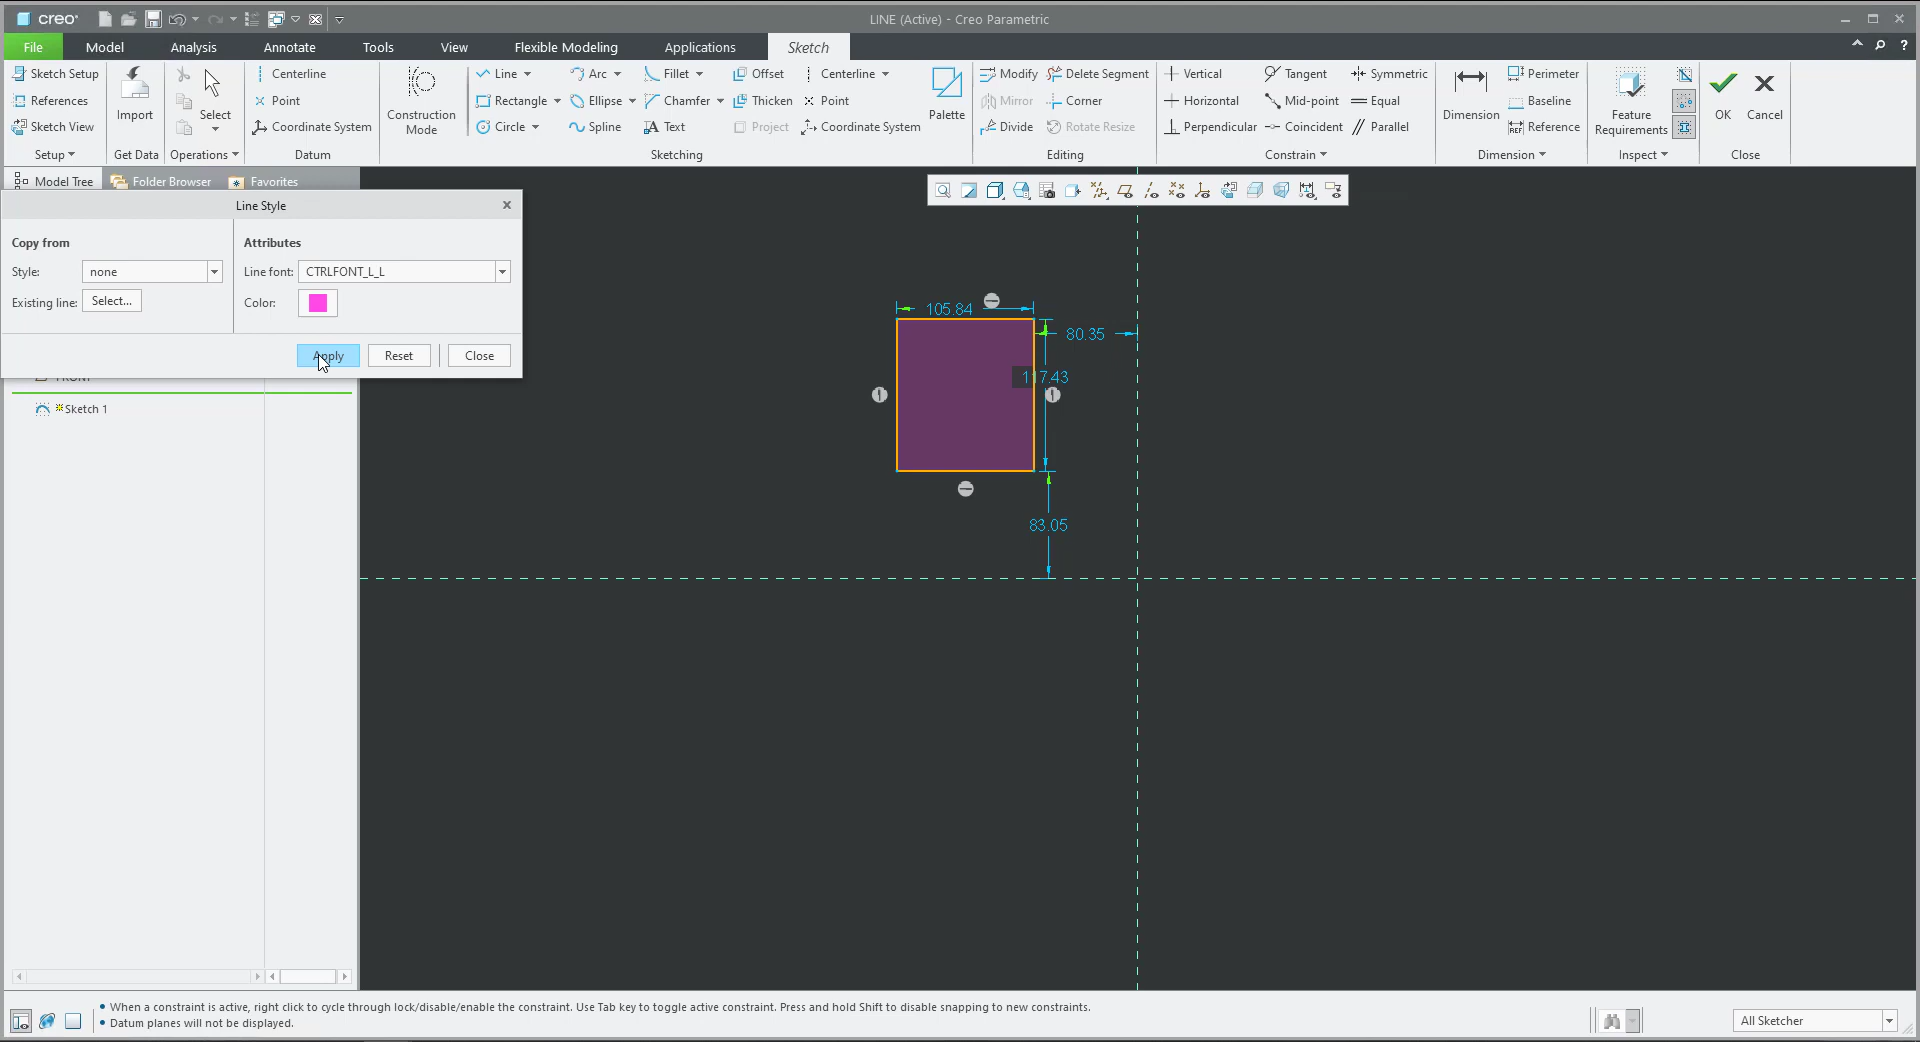 creo®
LINE (Active) - Creo Parametric
File Model Analysis Annotate Tools View Flexible Modeling Applications Sketch
Sketch Setup
References
Sketch View
Setup
Import
Get Data
Select
Operations
Centerline
Point
Coordinate System
Datum
Construction
Mode
Line Arc Fillet Offset Centerline
Rectangle Ellipse Chamfer Thicken Point
Circle Spline Text Project Coordinate System
Palette
Sketching
Modify Delete Segment
Mirror Corner
Divide Rotate Resize
Editing
Vertical Tangent Symmetric
Horizontal Mid-point Equal
Perpendicular Coincident Parallel
Constrain
Dimension
Perimeter
Baseline
REF Reference
Dimension
Feature
Requirements
Inspect
OK Cancel
Close
Model Tree Folder Browser Favorites
Line Style
Copy from
Style: none
Existing line: Select...
Attributes
Line font: CTRLFONT_L_L
Color:
Apply Reset Close
FRONT
Sketch 1
105.84
80.35
117.43
83.05
• When a constraint is active, right click to cycle through lock/disable/enable the constraint. Use Tab key to toggle active constraint. Press and hold Shift to disable snapping to new constraints.
• Datum planes will not be displayed.
All Sketcher